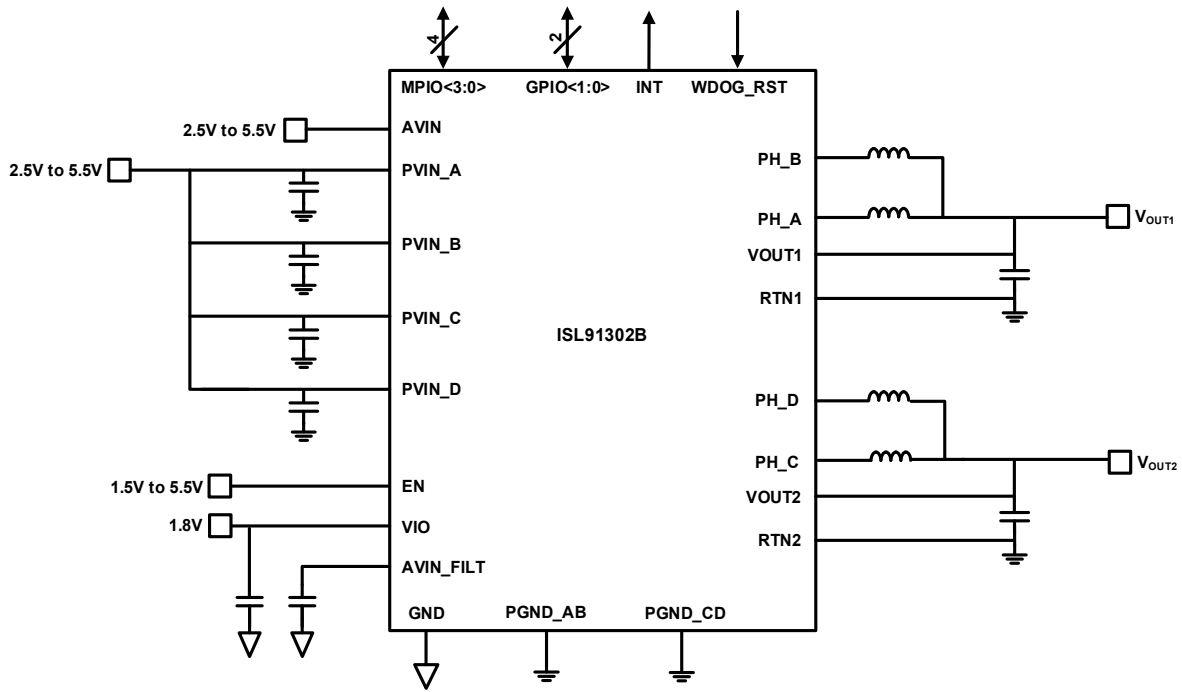 4
2
MPIO<3:0>
GPIO<1:0>
INT
WDOG_RST
2.5V to 5.5V
AVIN
2.5V to 5.5V
PVIN_A
PVIN_B
PVIN_C
PVIN_D
1.5V to 5.5V
EN
1.8V
VIO
AVIN_FILT
ISL91302B
PH_B
PH_A
VOUT1
VOUT1
RTN1
PH_D
PH_C
VOUT2
VOUT2
RTN2
GND
PGND_AB
PGND_CD